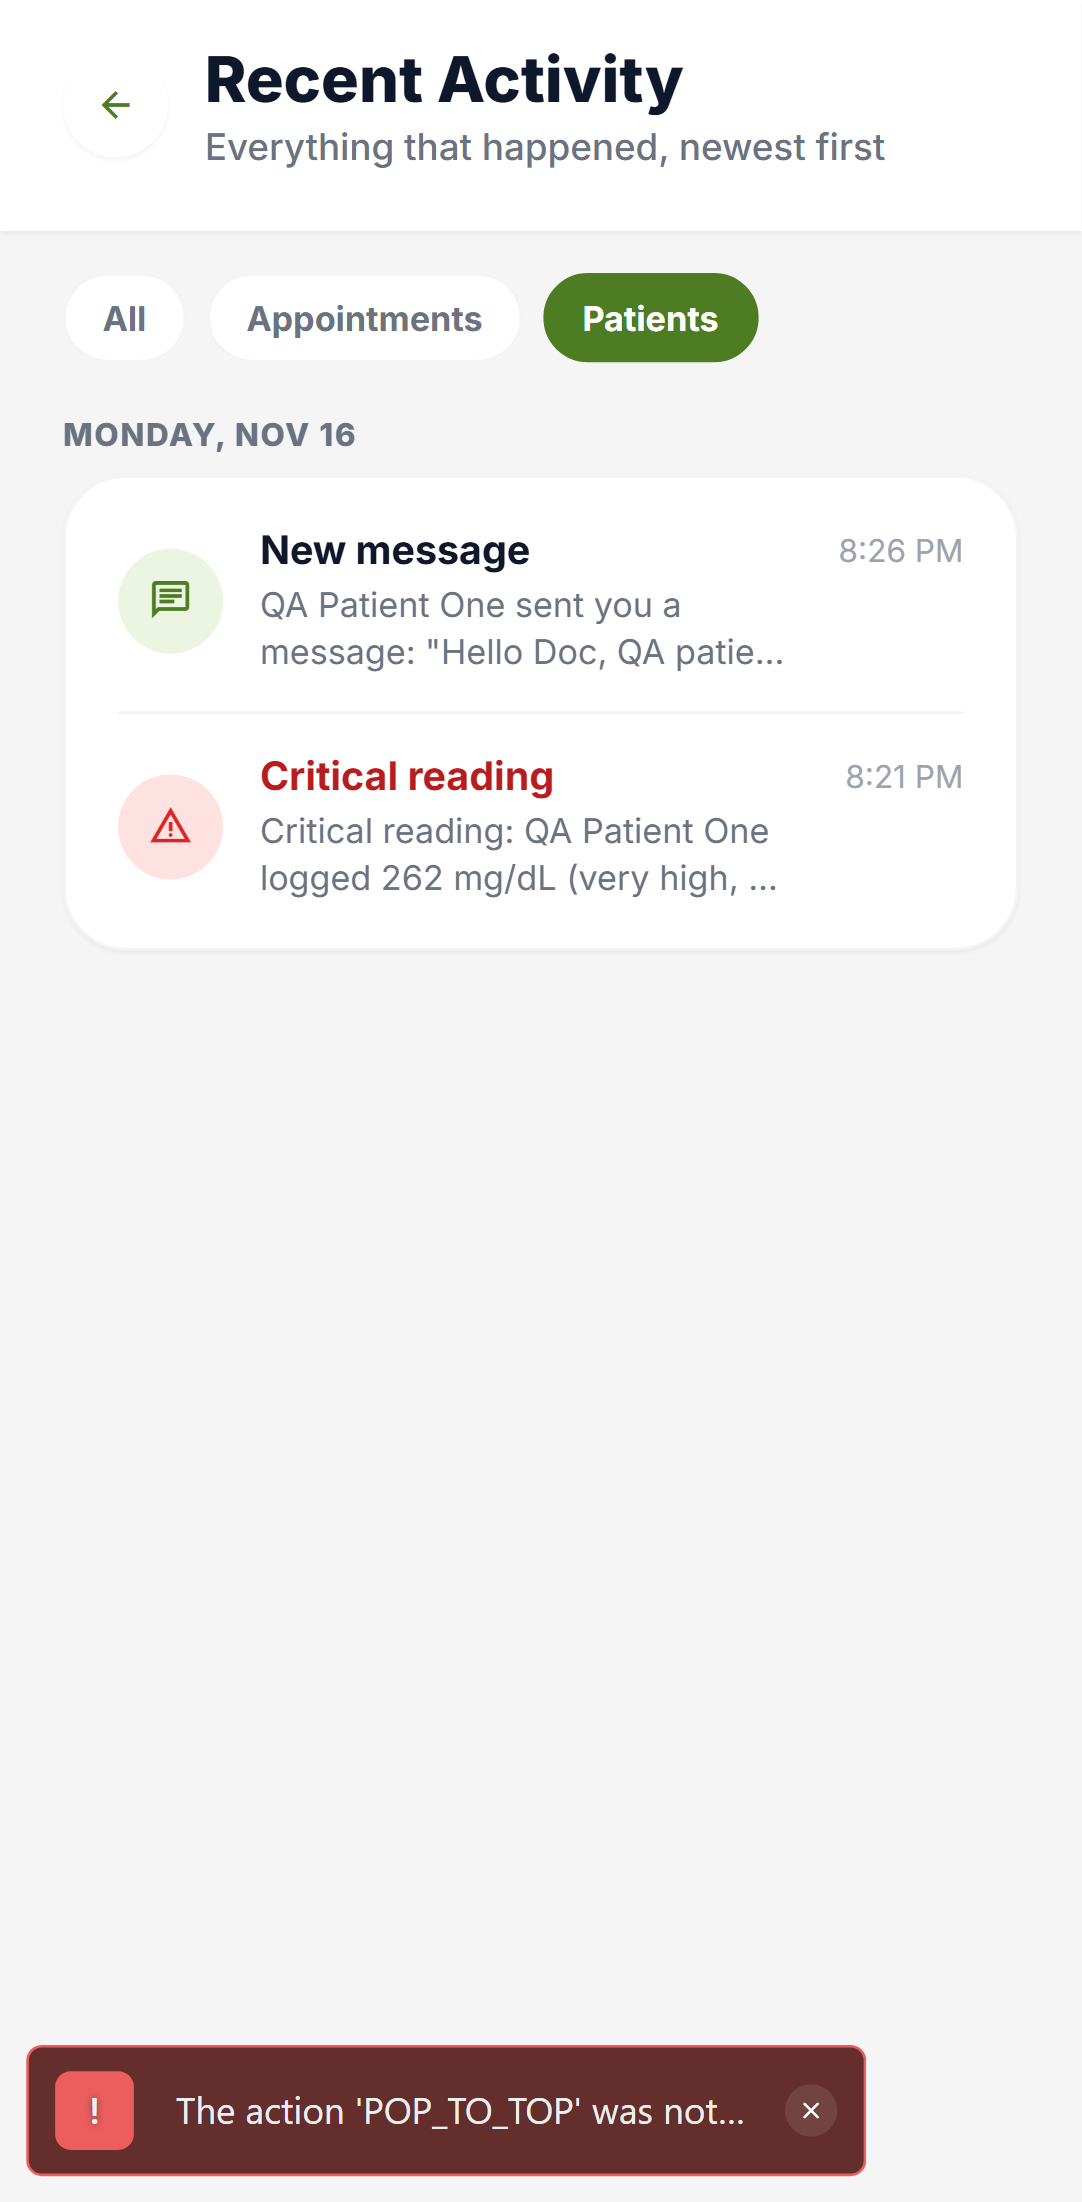 Recent Activity
Everything that happened, newest first
All
Appointments
Patients
MONDAY, NOV 16
New message
8:26 PM
QA Patient One sent you a
message: "Hello Doc, QA patie...
Critical reading
8:21 PM
Critical reading: QA Patient One
logged 262 mg/dL (very high, ...
!
The action 'POP_TO_TOP' was not...